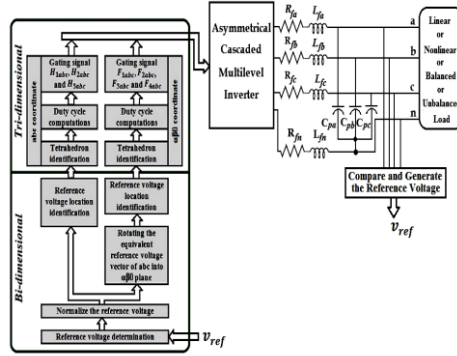 Tri-dimensional
abc coordinate
Gating signal
H1abc, H2abc
and H3abc
Duty cycle
computations
Tetrahedron
identification
Gating signal
F1abc, F2abc,
F3abc and F4abc
Duty cycle
computations
Tetrahedron
identification
αβ0 coordinate
Bi-dimensional
Reference
voltage location
identification
Reference voltage
location
identification
Rotating the
equivalent
reference voltage
vector of abc into
αβ0 plane
Normalize the reference voltage
Reference voltage determination
vref
Asymmetrical
Cascaded
Multilevel
Inverter
Rfa Lfa
Rfb Lfb
Rfc Lfc
Rfn Lfn
Cpa Cpb Cpc
a
b
c
n
Linear
or
Nonlinear
or
Balanced
or
Unbalance
Load
Compare and Generate
the Reference Voltage
vref